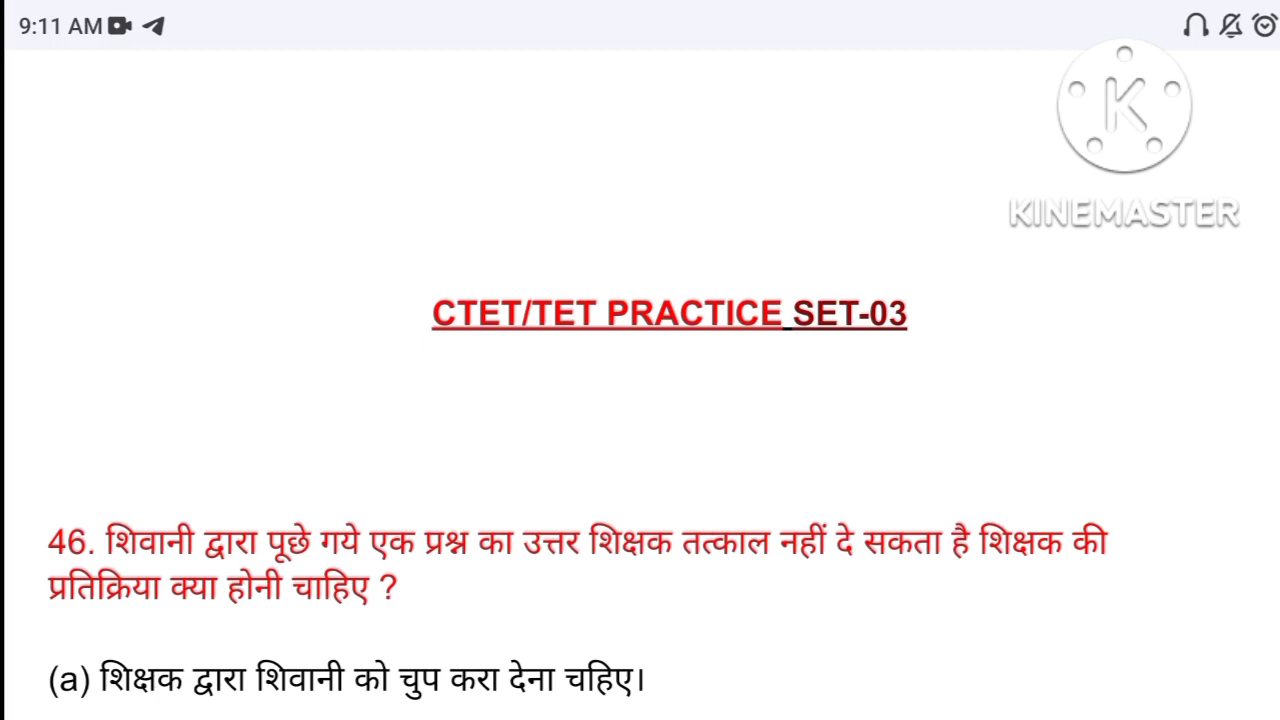 9:11 AM
K
KINEMASTER
CTET/TET PRACTICE SET-03
46. शिवानी द्वारा पूछे गये एक प्रश्न का उत्तर शिक्षक तत्काल नहीं दे सकता है शिक्षक की
प्रतिक्रिया क्या होनी चाहिए ?
(a) शिक्षक द्वारा शिवानी को चुप करा देना चहिए।